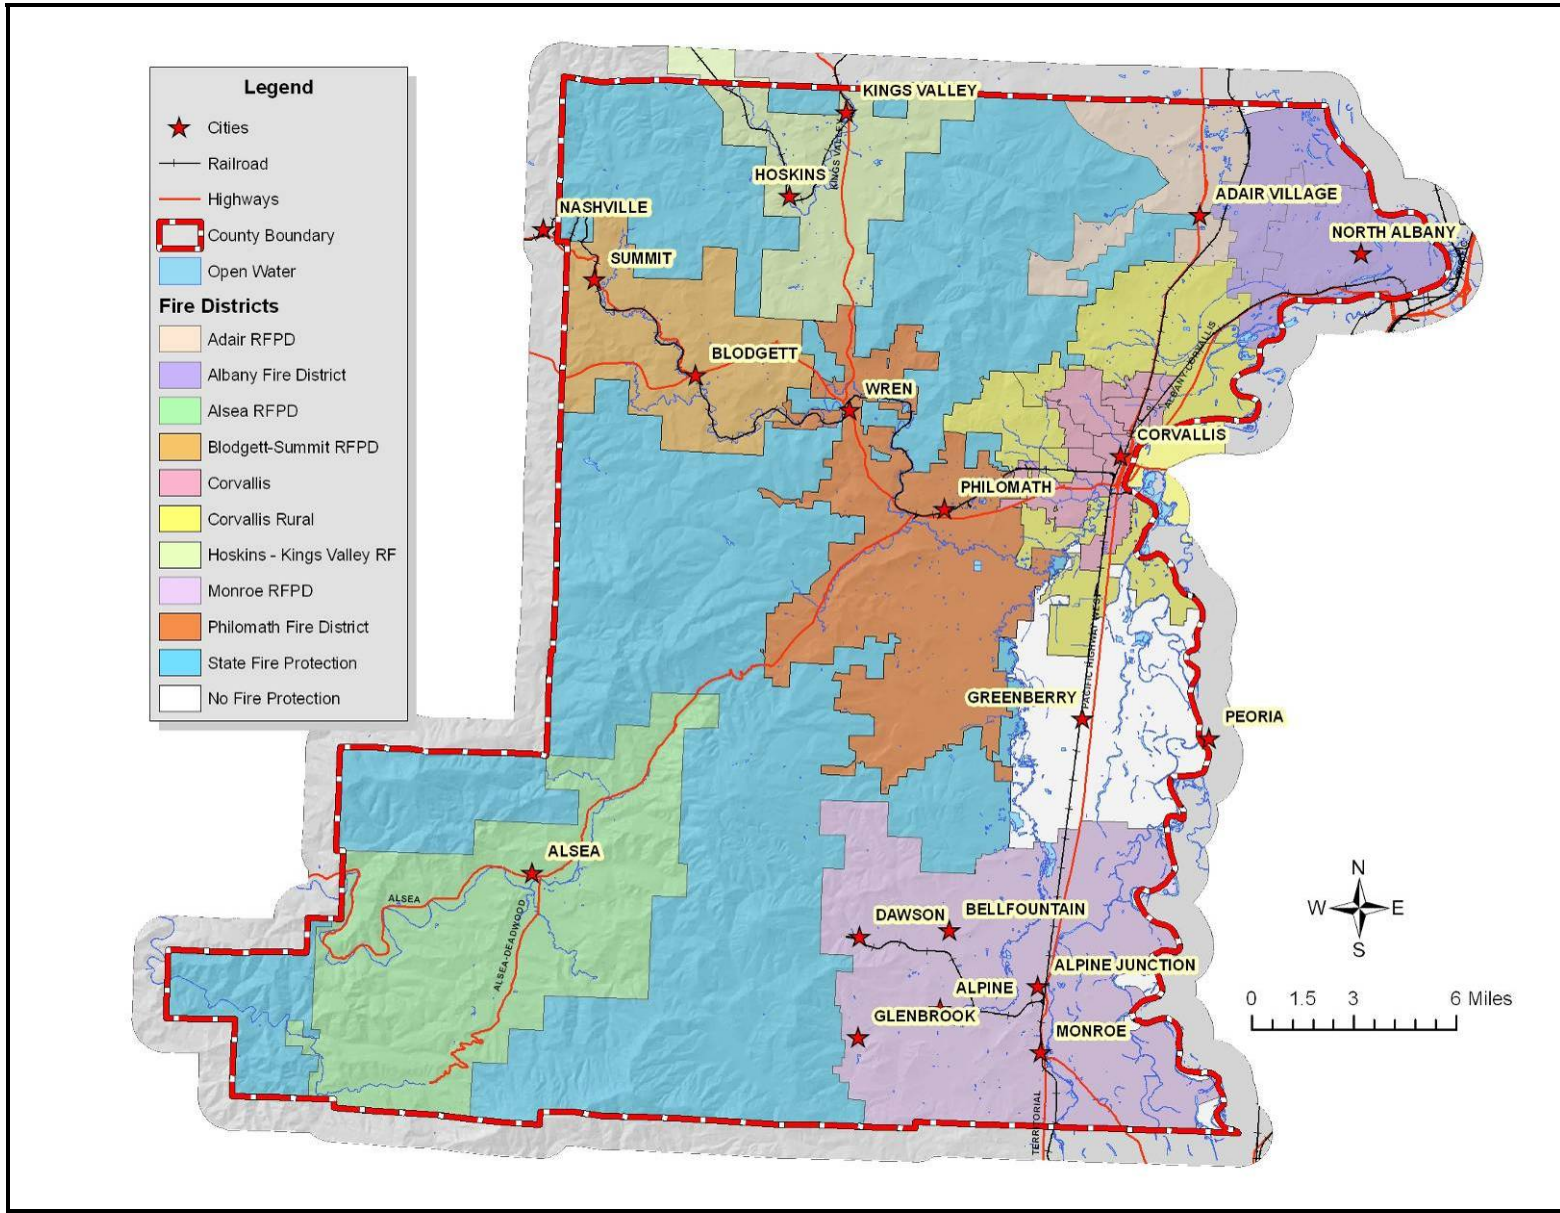 Legend
Cities
Railroad
Highways
County Boundary
Open Water
Fire Districts
Adair RFPD
Albany Fire District
Alsea RFPD
Blodgett-Summit RFPD
Corvallis
Corvallis Rural
Hoskins - Kings Valley RF
Monroe RFPD
Philomath Fire District
State Fire Protection
No Fire Protection
KINGS VALLEY
KINGS VALLEY
HOSKINS
NASHVILLE
ADAIR VILLAGE
NORTH ALBANY
SUMMIT
BLODGETT
WREN
ALBANY-CORVALLIS
CORVALLIS
PHILOMATH
PACIFIC HIGHWAY WEST
GREENBERRY
PEORIA
ALSEA
ALSEA
ALSEA-DEADWOOD
DAWSON
BELLFOUNTAIN
ALPINE JUNCTION
ALPINE
GLENBROOK
MONROE
TERRITORIAL
N
W
E
S
0 1.5 3 6 Miles